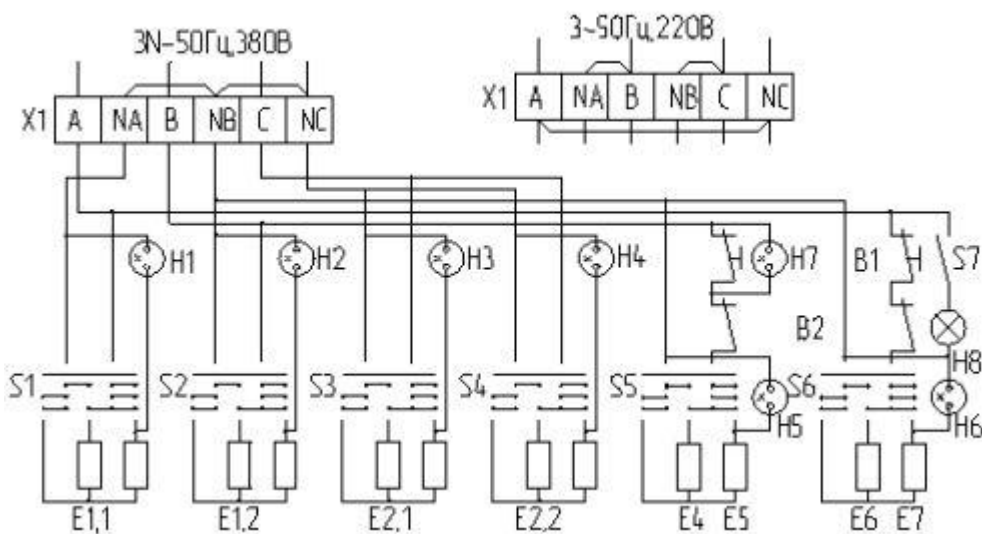 3N~50Гц,380В
3~50Гц,220В
X1 A NA B NB C NC
X1 A NA B NB C NC
H1 H2 H3 H4 H7 B1 S7
B2
H8
S1 S2 S3 S4 S5 S6
H5 H6
E1,1 E1,2 E2,1 E2,2 E4 E5 E6 E7